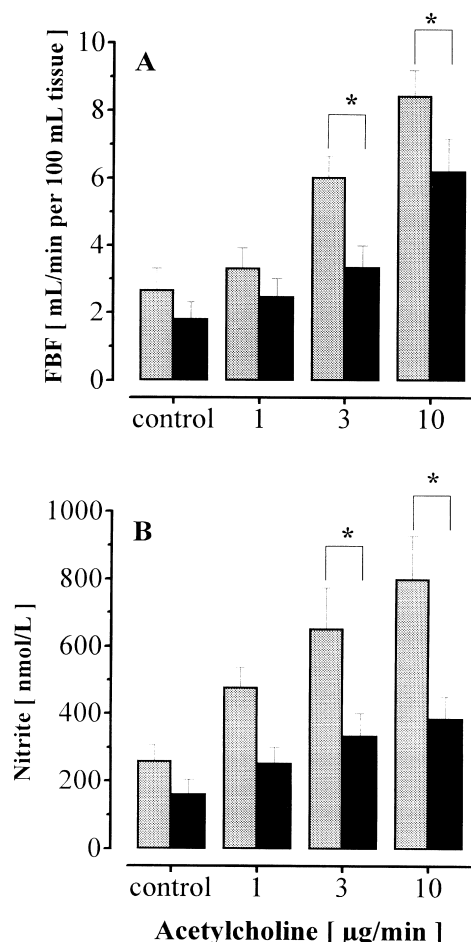 A
FBF [ mL/min per 100 mL tissue ]
10
8
6
4
2
0
*
*
control 1 3 10
B
Nitrite [ nmol/L ]
1000
800
600
400
200
0
*
*
control 1 3 10
Acetylcholine [ µg/min ]